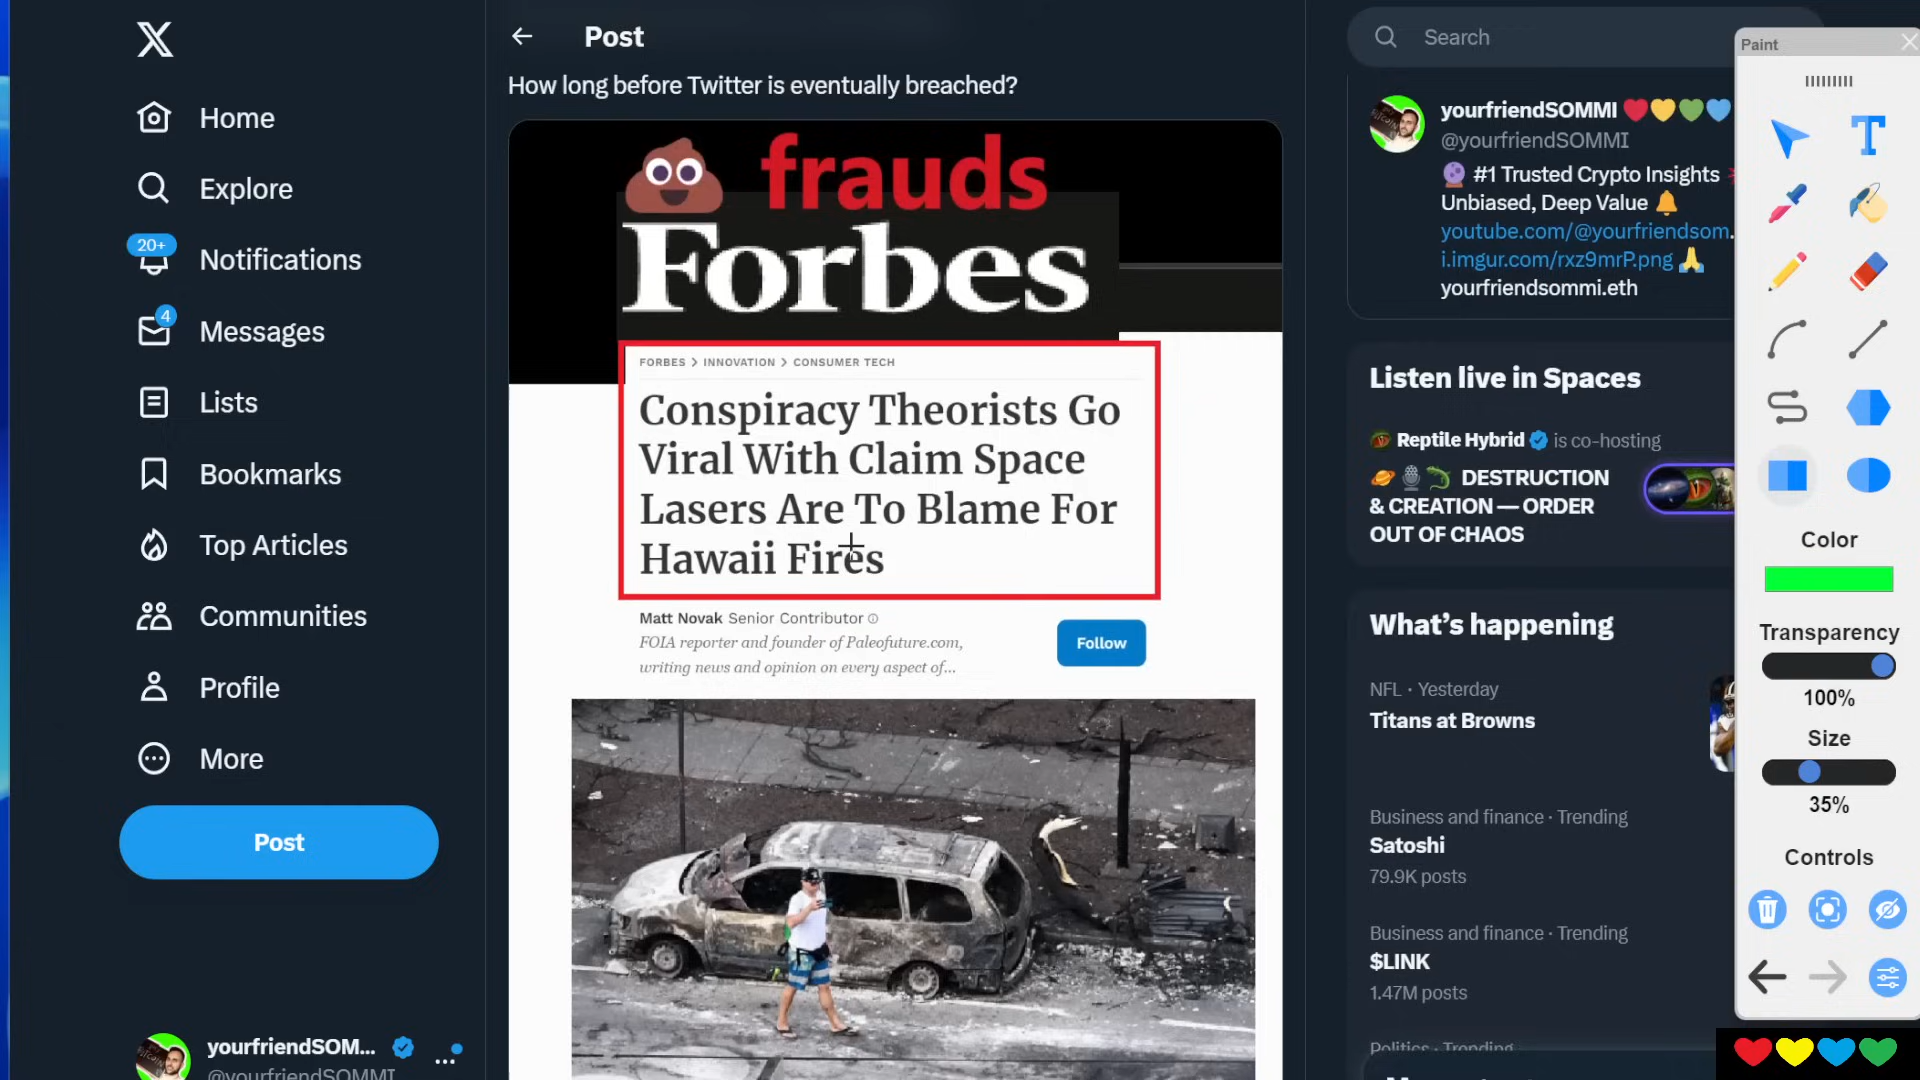 Post
How long before Twitter is eventually breached?
frauds
Forbes
FORBES > INNOVATION > CONSUMER TECH
Conspiracy Theorists Go
Viral With Claim Space
Lasers Are To Blame For
Hawaii Fires
Matt Novak Senior Contributor
FOIA reporter and founder of Paleofuture.com,
writing news and opinion on every aspect of...
Follow
X
Home
Explore
20+
Notifications
4
Messages
Lists
Bookmarks
Top Articles
Communities
Profile
More
Post
yourfriendSOM...
@yourfriendSOMMI
Search
yourfriendSOMMI
@yourfriendSOMMI
#1 Trusted Crypto Insights
Unbiased, Deep Value
youtube.com/@yourfriendsom.
i.imgur.com/rxz9mrP.png
yourfriendsommi.eth
Listen live in Spaces
Reptile Hybrid is co-hosting
DESTRUCTION
& CREATION — ORDER
OUT OF CHAOS
What's happening
NFL · Yesterday
Titans at Browns
Business and finance · Trending
Satoshi
79.9K posts
Business and finance · Trending
$LINK
1.47M posts
Politics · Trending
Paint
T
Color
Transparency
100%
Size
35%
Controls